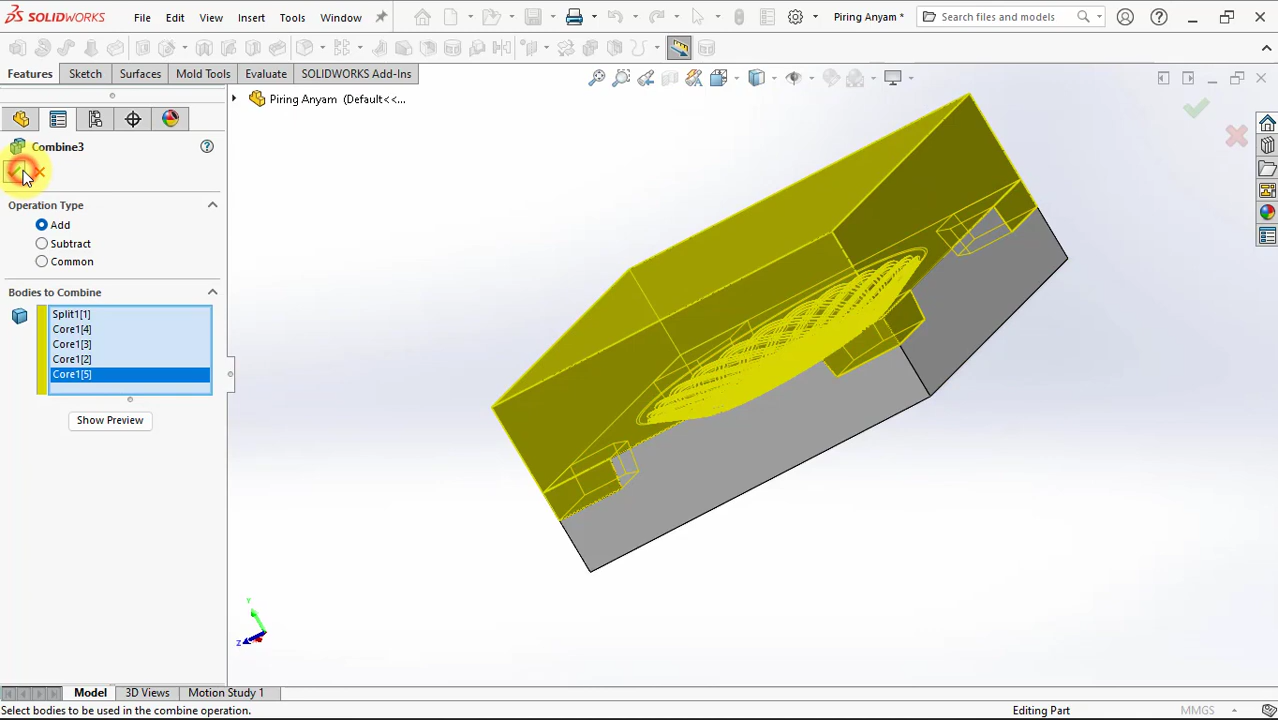 SOLIDWORKS File Edit View Insert Tools Window Piring Anyam * Search files and models
Features Sketch Surfaces Mold Tools Evaluate SOLIDWORKS Add-Ins
Piring Anyam (Default<<...
Combine3
Operation Type
Add
Subtract
Common
Bodies to Combine
Split1[1]
Core1[4]
Core1[3]
Core1[2]
Core1[5]
Show Preview
Y
Z
Model 3D Views Motion Study 1
Select bodies to be used in the combine operation. Editing Part MMGS